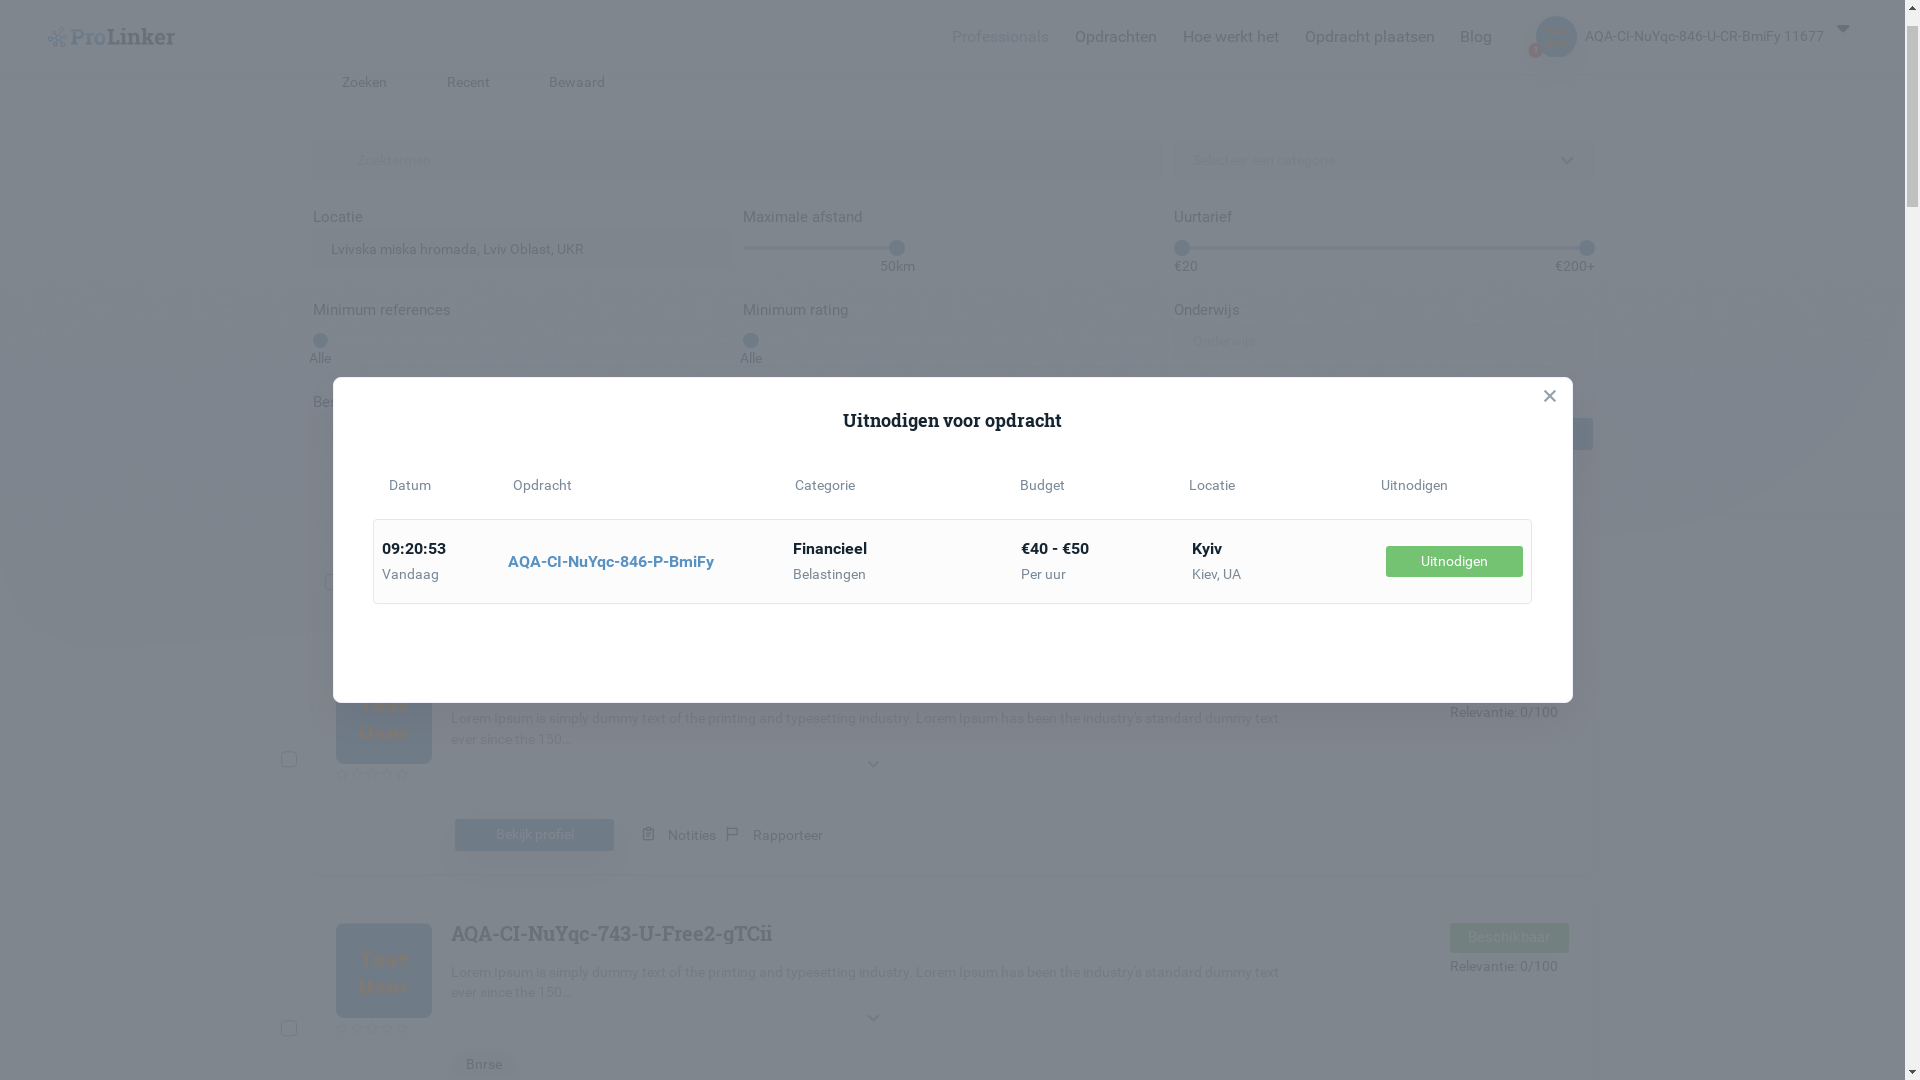 ProLinker
Professionals Opdrachten Hoe werkt het Opdracht plaatsen Blog AQA-CI-NuYqc-846-U-CR-BmiFy 11677
Zoeken Recent Bewaard
Zoektermen Selecteer een categorie
Locatie Maximale afstand Uurtarief
Lvivska miska hromada, Lviv Oblast, UKR
50km €20 €200+
Minimum references Minimum rating Onderwijs
Onderwijs
Alle Alle
Uitnodigen voor opdracht
Datum Opdracht Categorie Budget Locatie Uitnodigen
09:20:53 Financieel €40 - €50 Kyiv
AQA-CI-NuYqc-846-P-BmiFy Uitnodigen
Vandaag Belastingen Per uur Kiev, UA
Relevantie: 0/100
Lorem Ipsum is simply dummy text of the printing and typesetting industry. Lorem Ipsum has been the industry's standard dummy text
ever since the 150...
Bekijk profiel Notities Rapporteer
AQA-CI-NuYqc-743-U-Free2-gTCii Beschikbaar
Test
User
Relevantie: 0/100
Lorem Ipsum is simply dummy text of the printing and typesetting industry. Lorem Ipsum has been the industry's standard dummy text
ever since the 150...
Bnrse